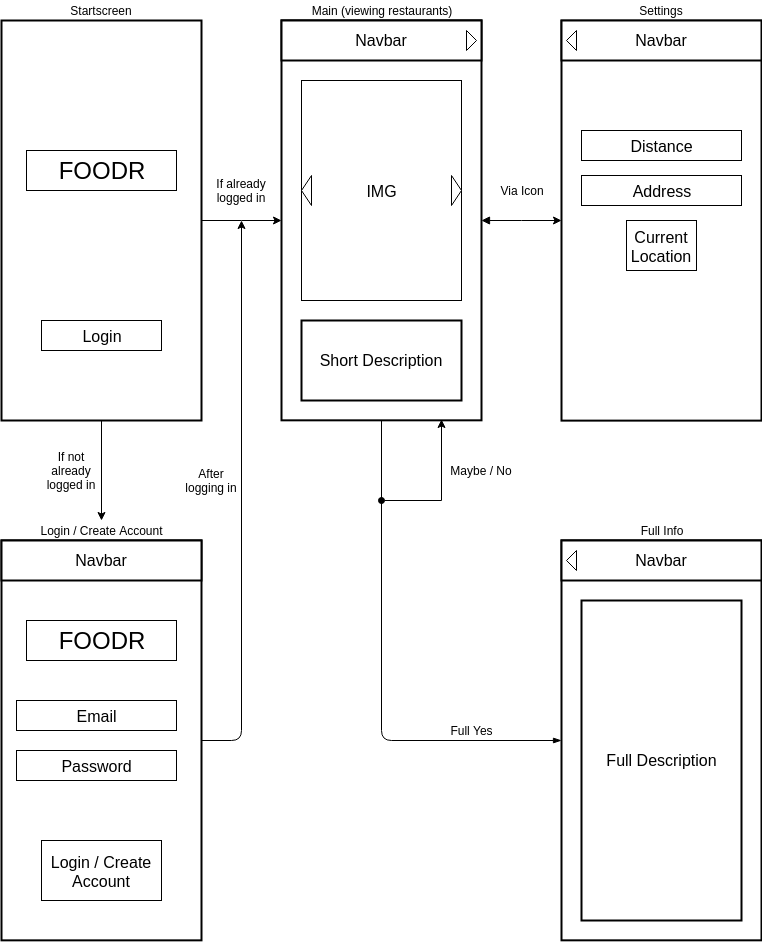 Startscreen
FOODR
Login
If already
logged in
Main (viewing restaurants)
Navbar
IMG
Short Description
Via Icon
Settings
Navbar
Distance
Address
Current
Location
If not
already
logged in
After
logging in
Maybe / No
Login / Create Account
Navbar
FOODR
Email
Password
Login / Create
Account
Full Yes
Full Info
Navbar
Full Description